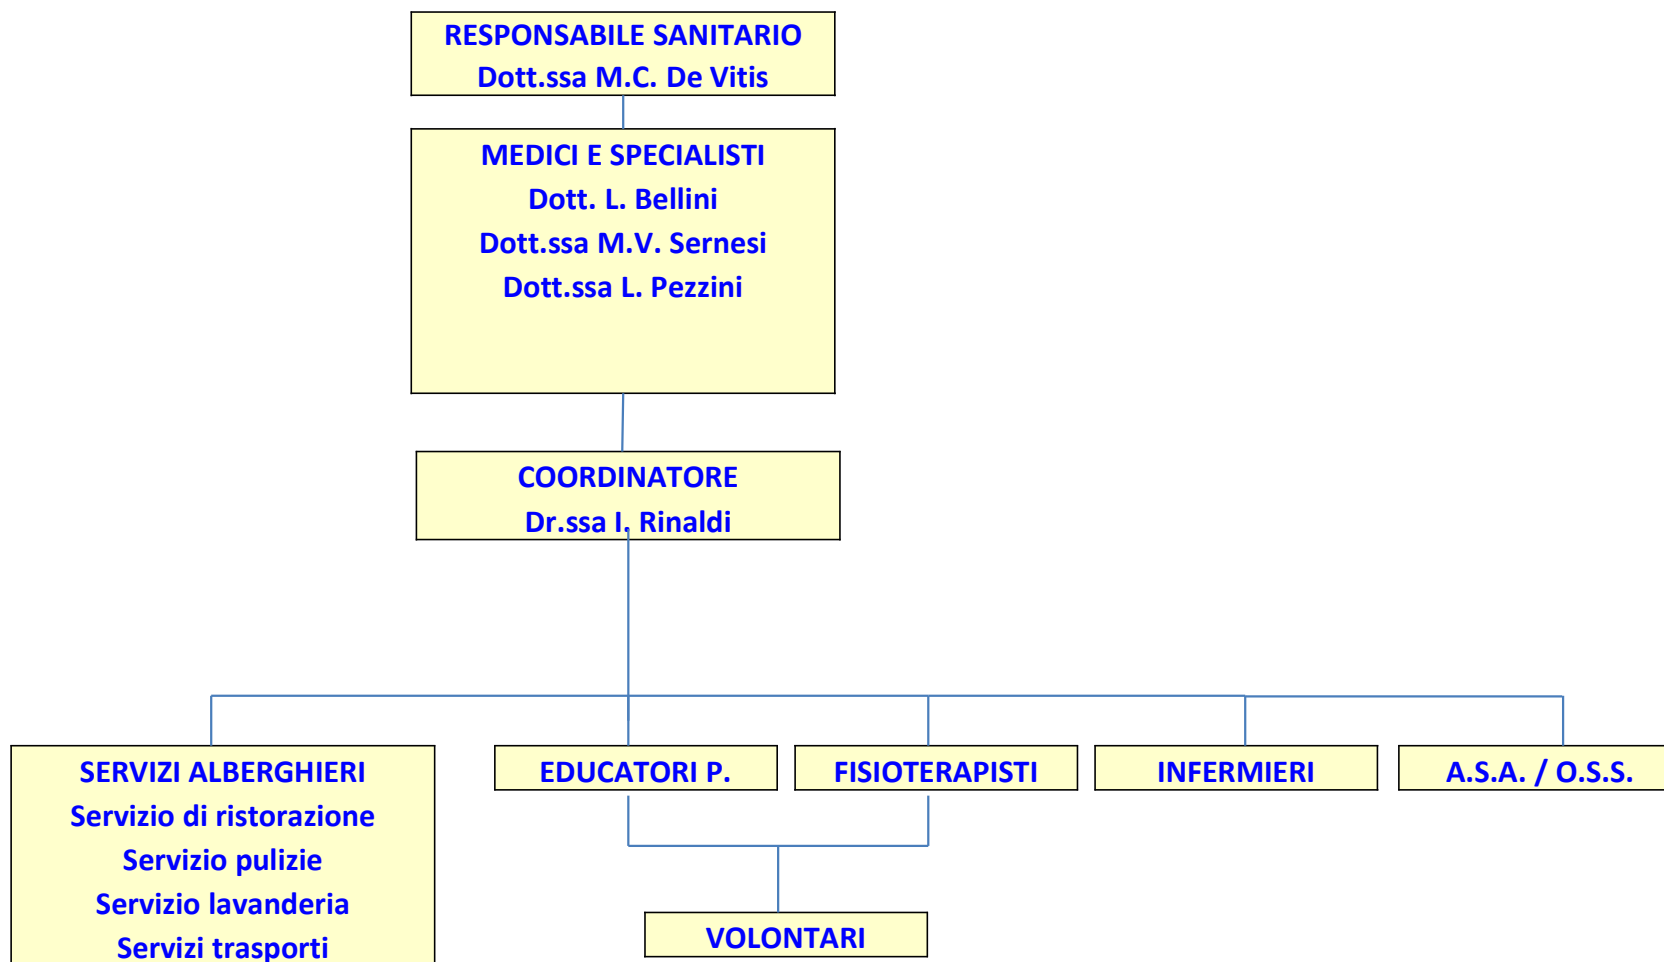 RESPONSABILE SANITARIO
Dott.ssa M.C. De Vitis
MEDICI E SPECIALISTI
Dott. L. Bellini
Dott.ssa M.V. Sernesi
Dott.ssa L. Pezzini
COORDINATORE
Dr.ssa I. Rinaldi
SERVIZI ALBERGHIERI
Servizio di ristorazione
Servizio pulizie
Servizio lavanderia
Servizi trasporti
EDUCATORI P.
FISIOTERAPISTI
INFERMIERI
A.S.A. / O.S.S.
VOLONTARI